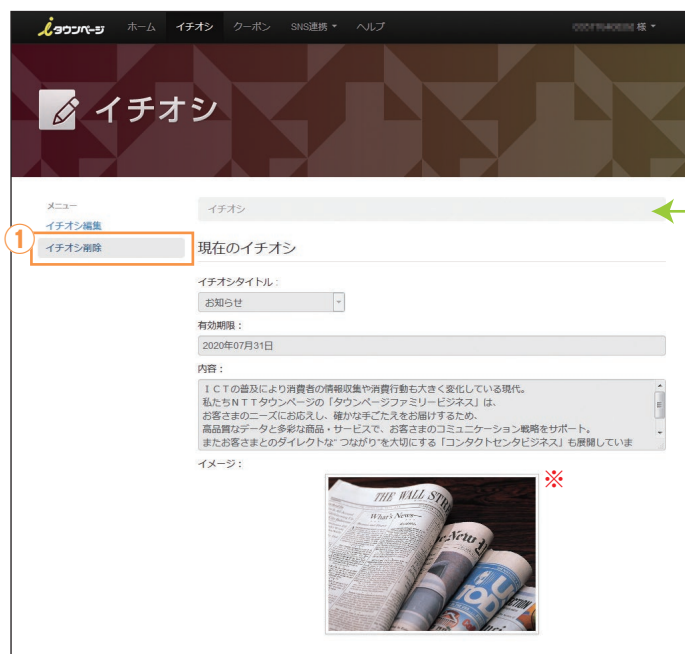 iタウンページ ホーム イチオシ クーポン SNS連携 ヘルプ 様
イチオシ
メニュー
イチオシ
イチオシ編集
①
イチオシ削除
現在のイチオシ
イチオシタイトル:
お知らせ
有効期限:
2020年07月31日
内容:
ICTの普及により消費者の情報収集や消費行動も大きく変化している現代。
私たちNTTタウンページの「タウンページファミリービジネス」は、
お客さまのニーズにお応えし、確かな手ごたえをお届けするため、
高品質なデータと多彩な商品・サービスで、お客さまのコミュニケーション戦略をサポート。
またお客さまとのダイレクトな"つながり"を大切にする「コンタクトセンタビジネス」も展開していま
イメージ:
※
THE WALL STR
What's News
he New Y
U
TOD